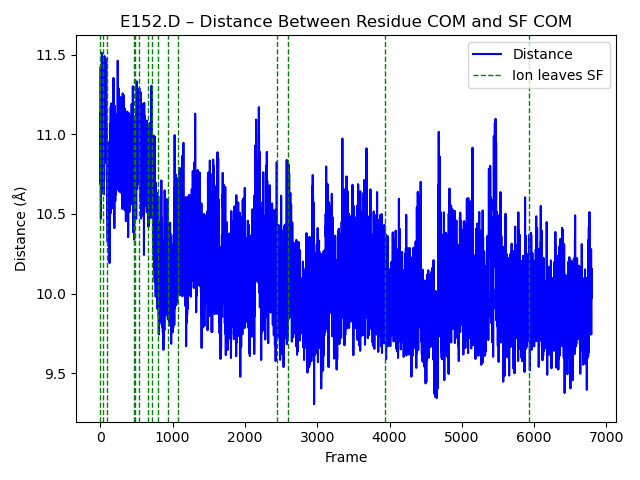 E152.D – Distance Between Residue COM and SF COM
Distance
Ion leaves SF
Distance (Å)
11.5
11.0
10.5
10.0
9.5
0 1000 2000 3000 4000 5000 6000 7000
Frame